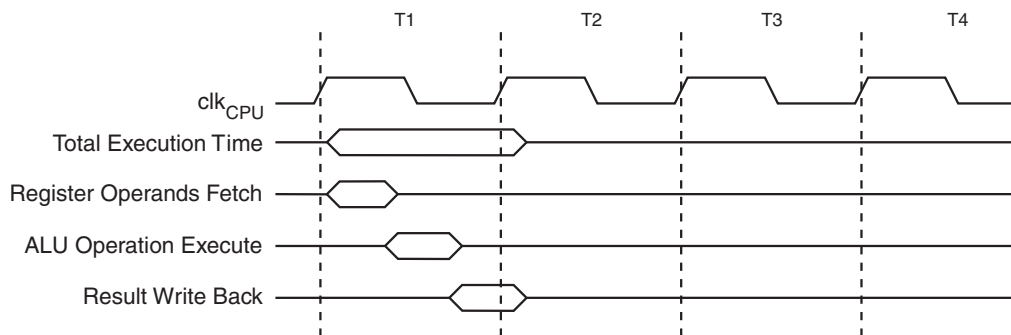 T1 T2 T3 T4
clkCPU
Total Execution Time
Register Operands Fetch
ALU Operation Execute
Result Write Back